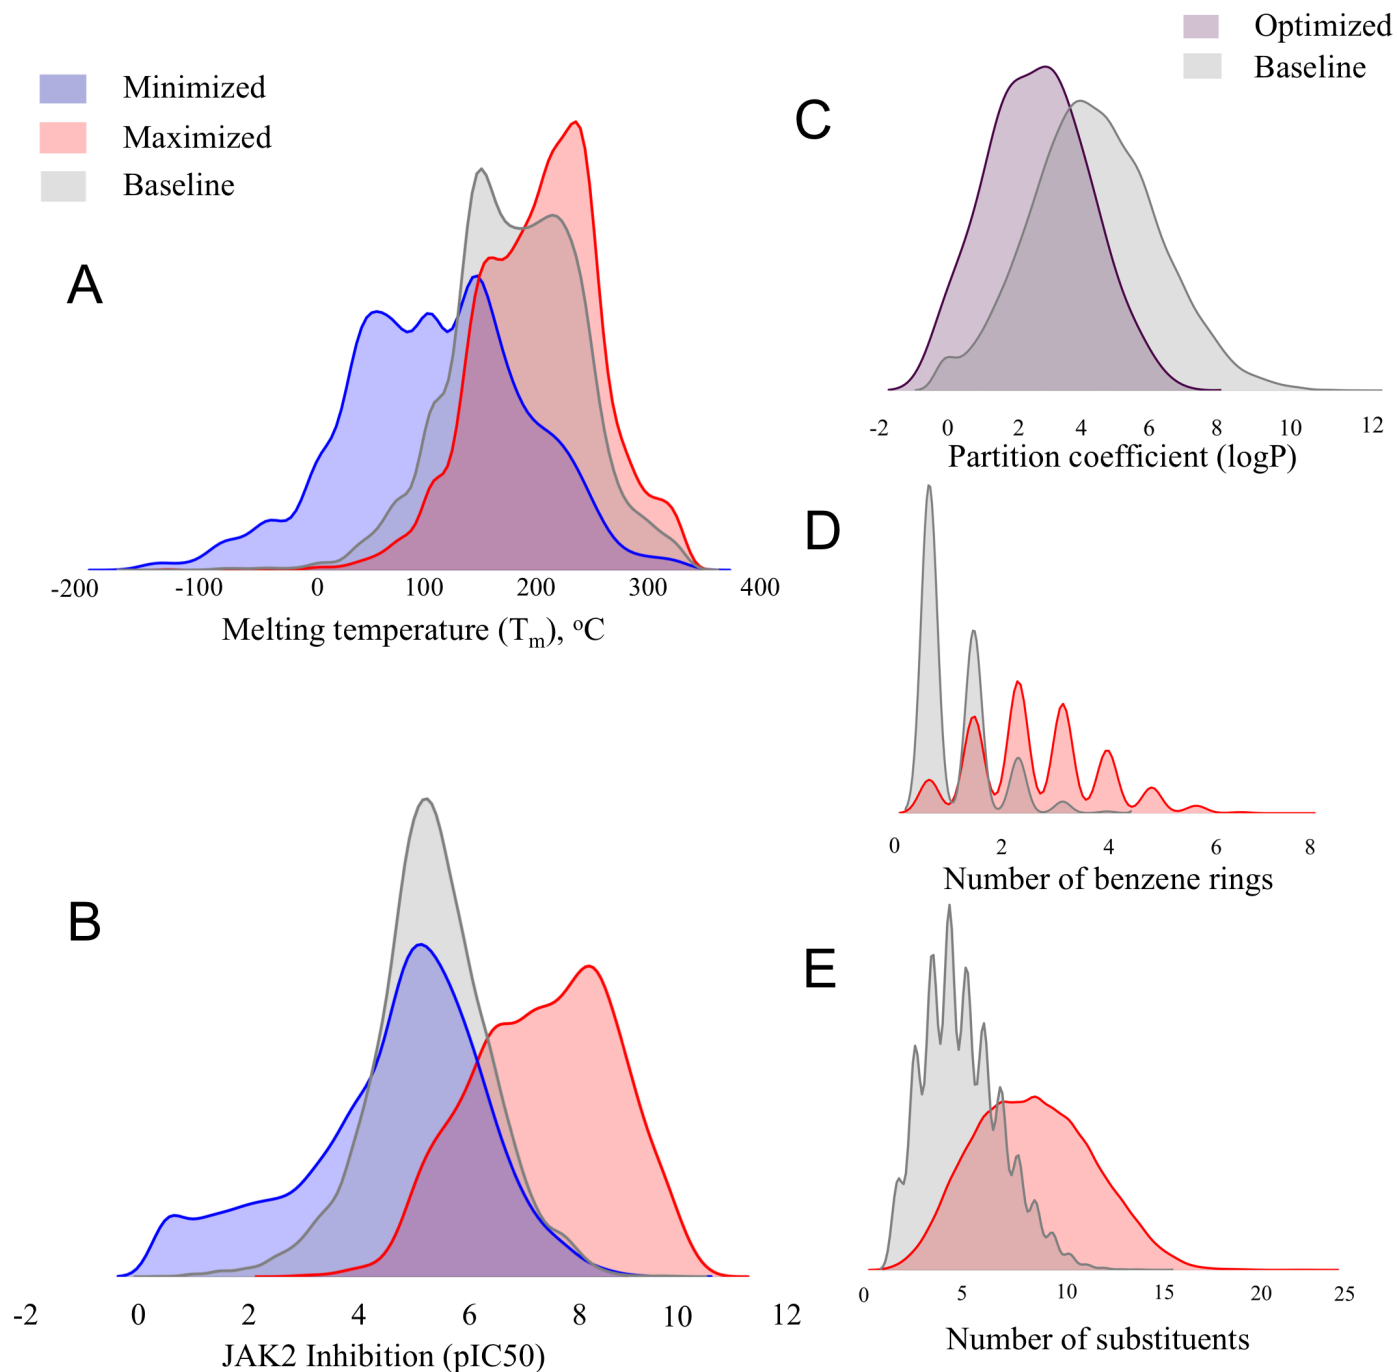 Minimized
Maximized
Baseline
A
-200 -100 0 100 200 300 400
Melting temperature (Tm), oC
B
-2 0 2 4 6 8 10 12
JAK2 Inhibition (pIC50)
Optimized
Baseline
C
-2 0 2 4 6 8 10 12
Partition coefficient (logP)
D
0 2 4 6 8
Number of benzene rings
E
0 5 10 15 20 25
Number of substituents